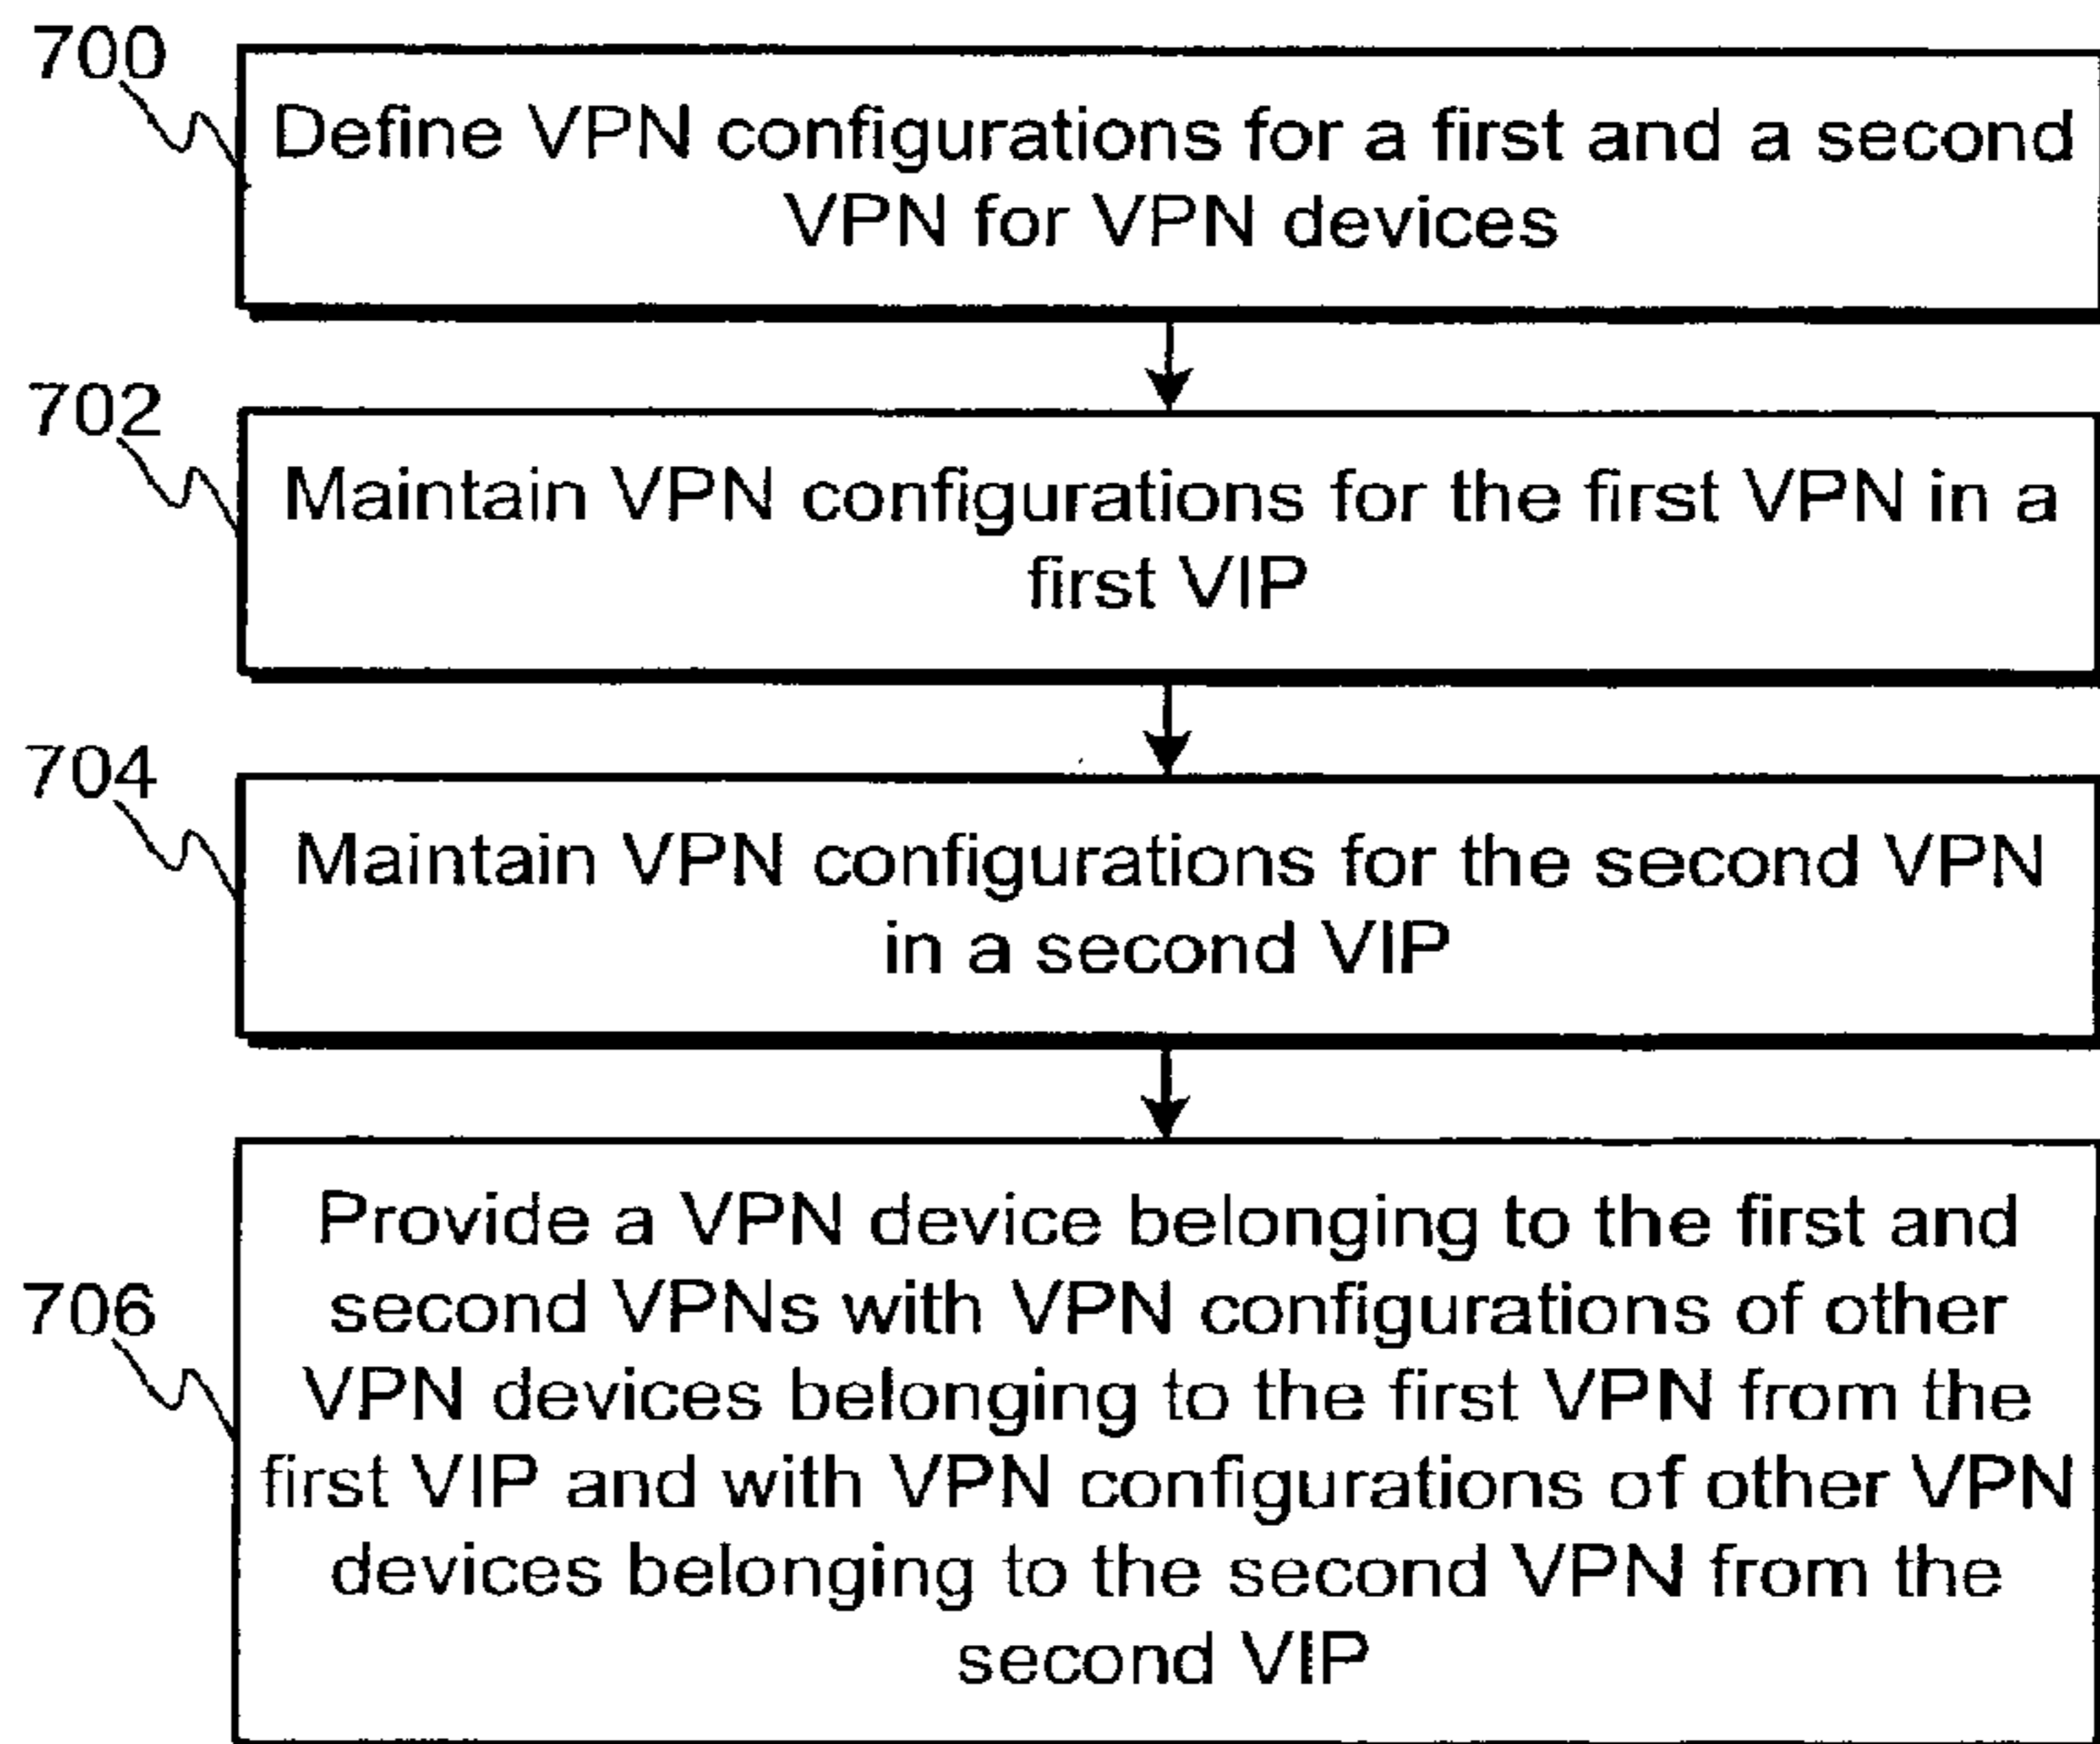 700
Define VPN configurations for a first and a second
VPN for VPN devices
702
Maintain VPN configurations for the first VPN in a
first VIP
704
Maintain VPN configurations for the second VPN
in a second VIP
706
Provide a VPN device belonging to the first and
second VPNs with VPN configurations of other
VPN devices belonging to the first VPN from the
first VIP and with VPN configurations of other VPN
devices belonging to the second VPN from the
second VIP